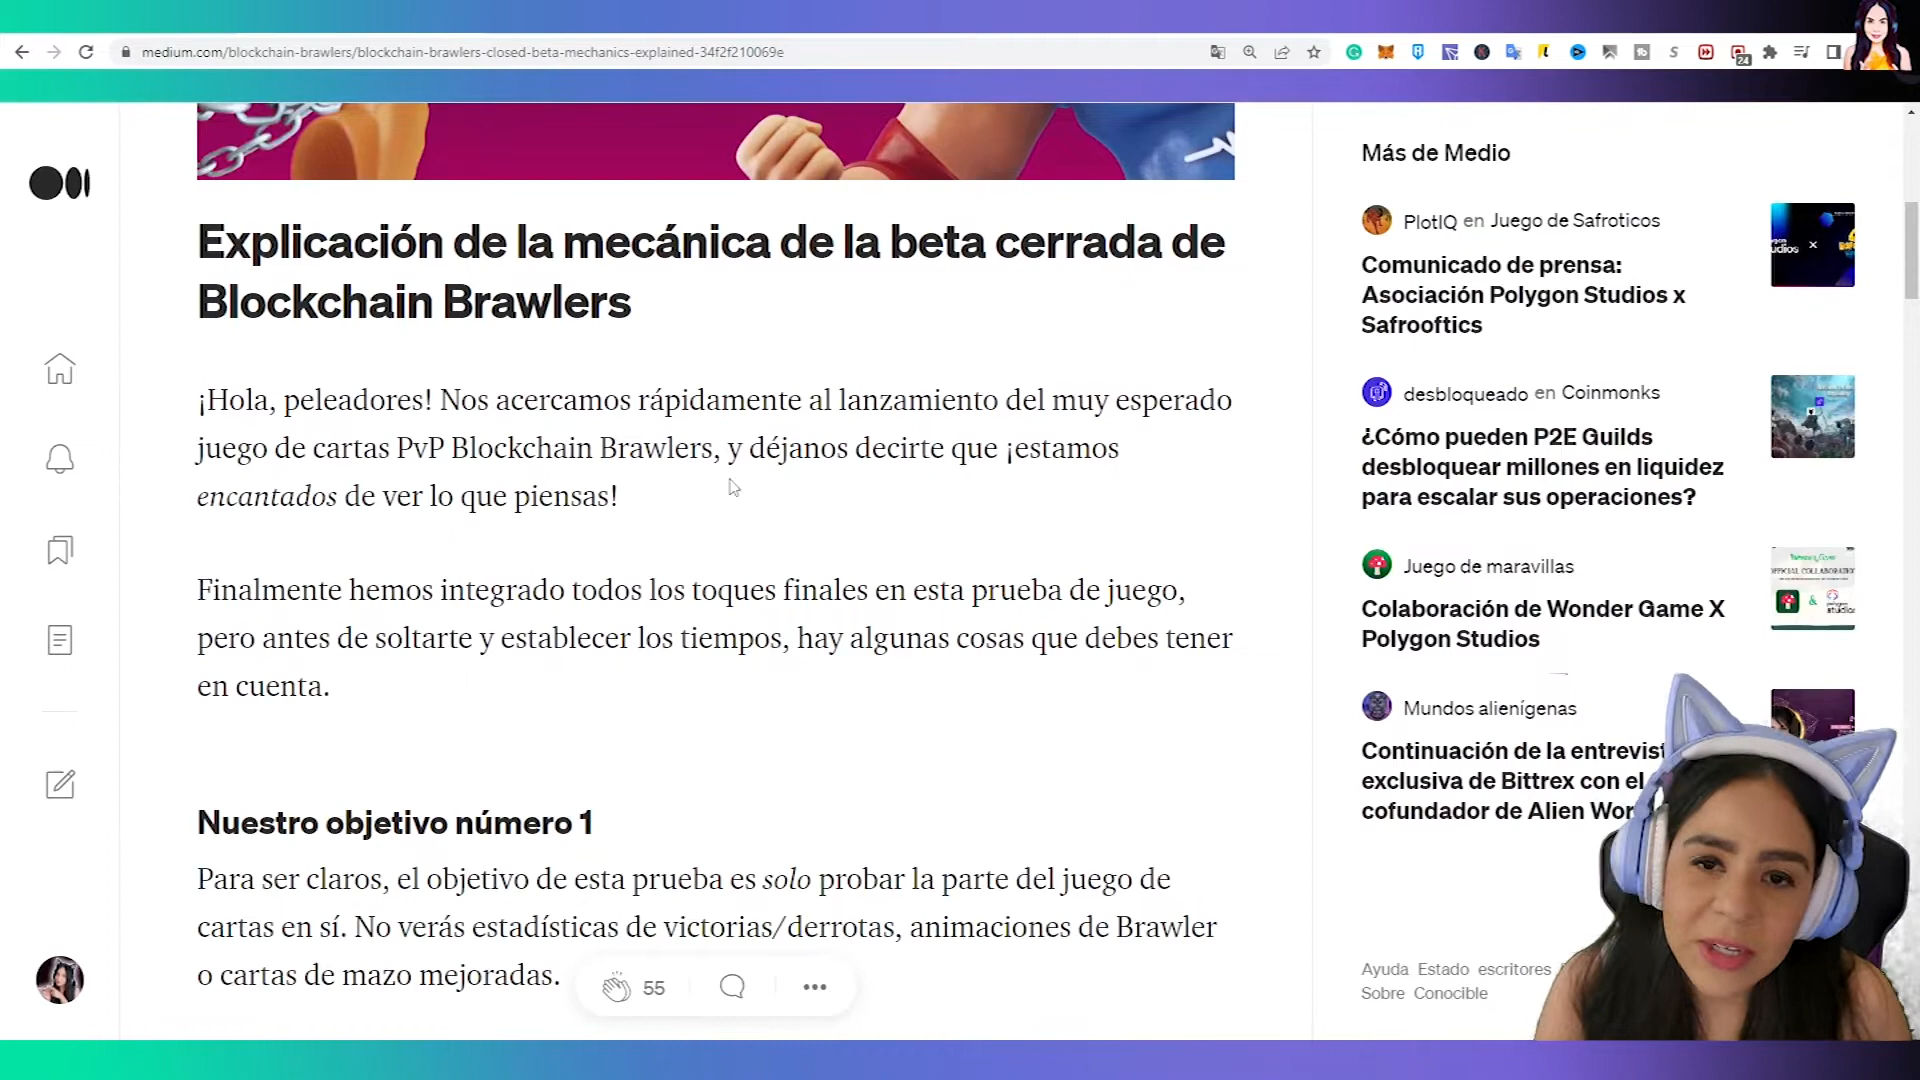 medium.com/blockchain-brawlers/blockchain-brawlers-closed-beta-mechanics-explained-34f2f210069e
24
Explicación de la mecánica de la beta cerrada de
Blockchain Brawlers
¡Hola, peleadores! Nos acercamos rápidamente al lanzamiento del muy esperado
juego de cartas PvP Blockchain Brawlers, y déjanos decirte que ¡estamos
encantados de ver lo que piensas!
Finalmente hemos integrado todos los toques finales en esta prueba de juego,
pero antes de soltarte y establecer los tiempos, hay algunas cosas que debes tener
en cuenta.
Nuestro objetivo número 1
Para ser claros, el objetivo de esta prueba es solo probar la parte del juego de
cartas en sí. No verás estadísticas de victorias/derrotas, animaciones de Brawler
o cartas de mazo mejoradas.
55
Más de Medio
PlotIQ en Juego de Safroticos
Comunicado de prensa:
Asociación Polygon Studios x
Safrooftics
desbloqueado en Coinmonks
¿Cómo pueden P2E Guilds
desbloquear millones en liquidez
para escalar sus operaciones?
Juego de maravillas
Colaboración de Wonder Game X
Polygon Studios
Mundos alienígenas
Continuación de la entrevist
exclusiva de Bittrex con el
cofundador de Alien Wor
Ayuda Estado escritores
Sobre Conocible